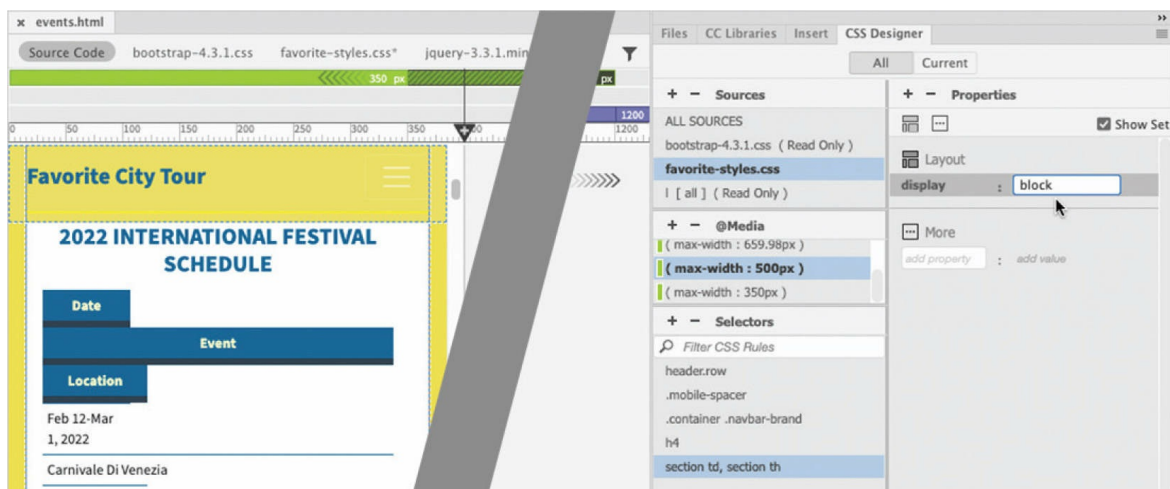 x events.html
Source Code bootstrap-4.3.1.css favorite-styles.css* jquery-3.3.1.min
350 px px
1200
0 50 100 150 200 250 300 350 1200
Favorite City Tour
2022 INTERNATIONAL FESTIVAL
SCHEDULE
Date
Event
Location
Feb 12-Mar
1, 2022
Carnivale Di Venezia
Files CC Libraries Insert CSS Designer
All Current
+ − Sources
ALL SOURCES
bootstrap-4.3.1.css ( Read Only )
favorite-styles.css
[ all ] ( Read Only )
+ − @Media
( max-width : 659.98px )
( max-width : 500px )
( max-width : 350px )
+ − Selectors
Filter CSS Rules
header.row
.mobile-spacer
.container .navbar-brand
h4
section td, section th
+ − Properties
Show Set
Layout
display : block
More
add property : add value